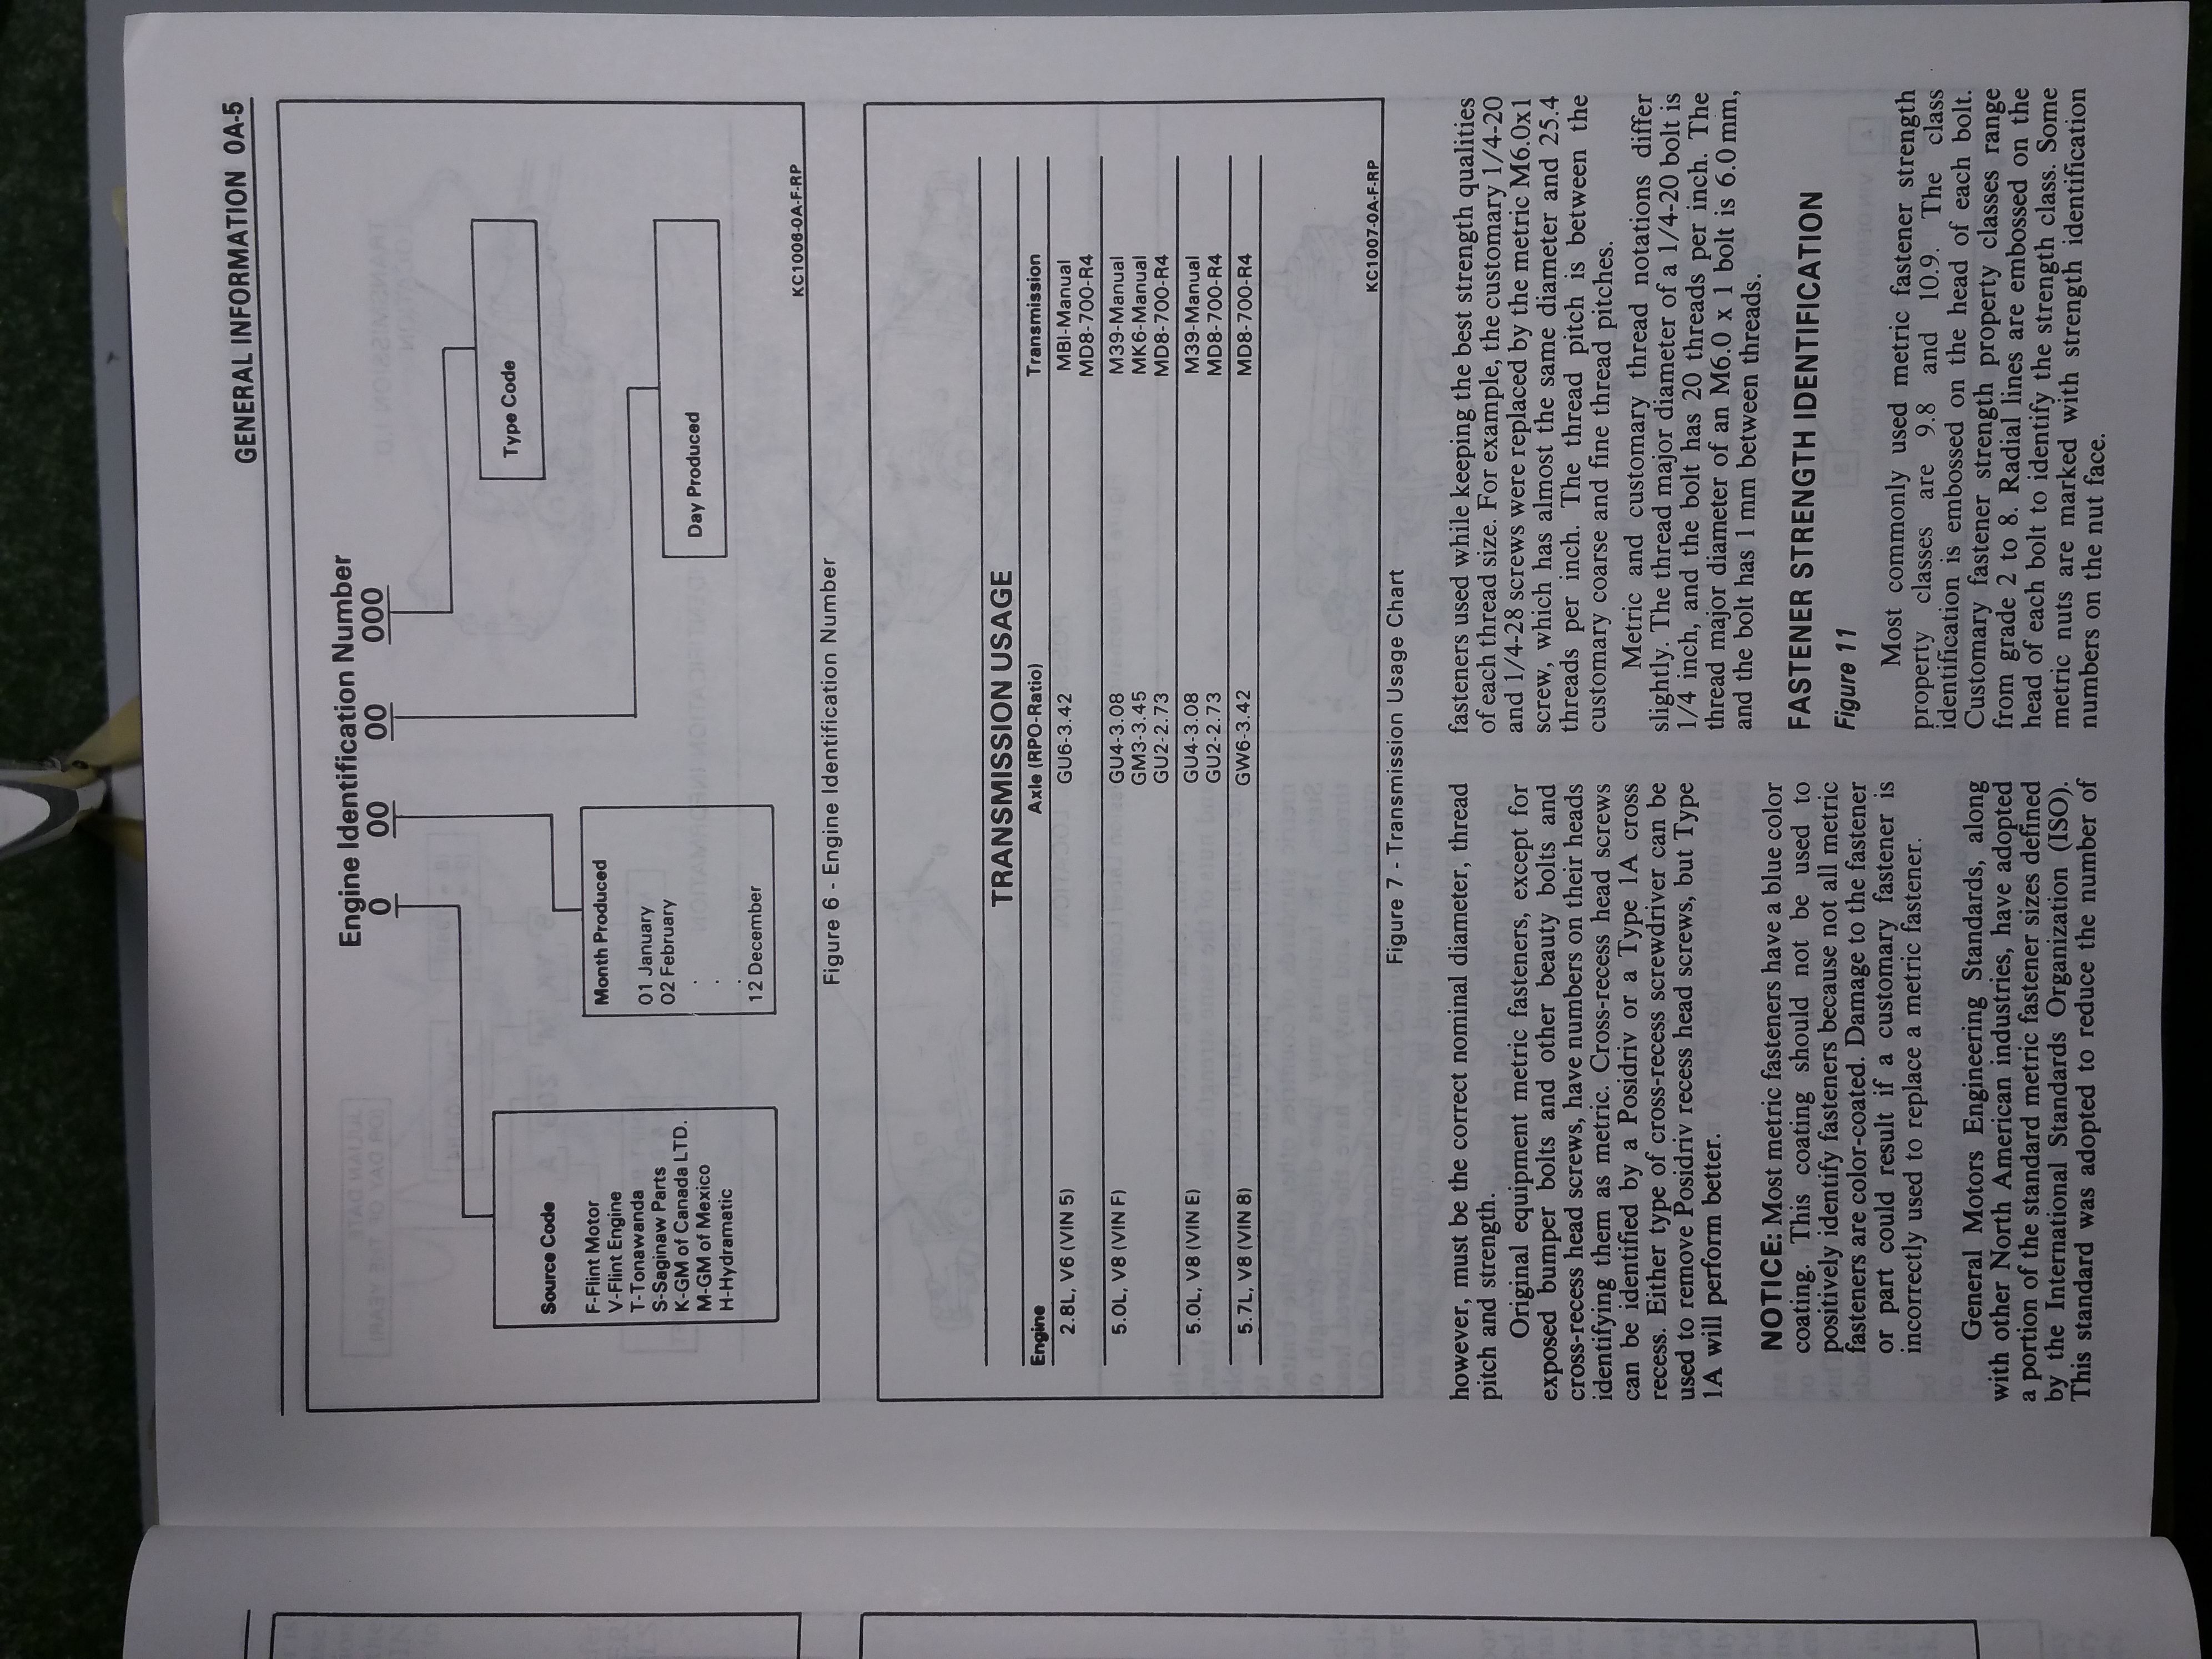 GENERAL INFORMATION 0A-5
Engine Identification Number
0 00 00 000
Type Code
Day Produced
Month Produced
01 January
02 February
.
.
.
12 December
Source Code
F-Flint Motor
V-Flint Engine
T-Tonawanda
S-Saginaw Parts
K-GM of Canada LTD.
M-GM of Mexico
H-Hydramatic
KC1006-0A-F-RP
Figure 6 - Engine Identification Number
TRANSMISSION USAGE
Engine Axle (RPO-Ratio) Transmission
2.8L, V6 (VIN 5) GU6-3.42 MBI-Manual
MD8-700-R4
5.0L, V8 (VIN F) GU4-3.08 M39-Manual
GM3-3.45 MK6-Manual
GU2-2.73 MD8-700-R4
5.0L, V8 (VIN E) GU4-3.08 M39-Manual
GU2-2.73 MD8-700-R4
5.7L, V8 (VIN 8) GW6-3.42 MD8-700-R4
KC1007-0A-F-RP
Figure 7 - Transmission Usage Chart
however, must be the correct nominal diameter, thread
pitch and strength.
Original equipment metric fasteners, except for
exposed bumper bolts and other beauty bolts and
cross-recess head screws, have numbers on their heads
identifying them as metric. Cross-recess head screws
can be identified by a Posidriv or a Type 1A cross
recess. Either type of cross-recess screwdriver can be
used to remove Posidriv recess head screws, but Type
1A will perform better.
NOTICE: Most metric fasteners have a blue color
coating. This coating should not be used to
positively identify fasteners because not all metric
fasteners are color-coated. Damage to the fastener
or part could result if a customary fastener is
incorrectly used to replace a metric fastener.
General Motors Engineering Standards, along
with other North American industries, have adopted
a portion of the standard metric fastener sizes defined
by the International Standards Organization (ISO).
This standard was adopted to reduce the number of
fasteners used while keeping the best strength qualities
of each thread size. For example, the customary 1/4-20
and 1/4-28 screws were replaced by the metric M6.0x1
screw, which has almost the same diameter and 25.4
threads per inch. The thread pitch is between the
customary coarse and fine thread pitches.
Metric and customary thread notations differ
slightly. The thread major diameter of a 1/4-20 bolt is
1/4 inch, and the bolt has 20 threads per inch. The
thread major diameter of an M6.0 x 1 bolt is 6.0 mm,
and the bolt has 1 mm between threads.
FASTENER STRENGTH IDENTIFICATION
Figure 11
Most commonly used metric fastener strength
property classes are 9.8 and 10.9. The class
identification is embossed on the head of each bolt.
Customary fastener strength property classes range
from grade 2 to 8. Radial lines are embossed on the
head of each bolt to identify the strength class. Some
metric nuts are marked with strength identification
numbers on the nut face.